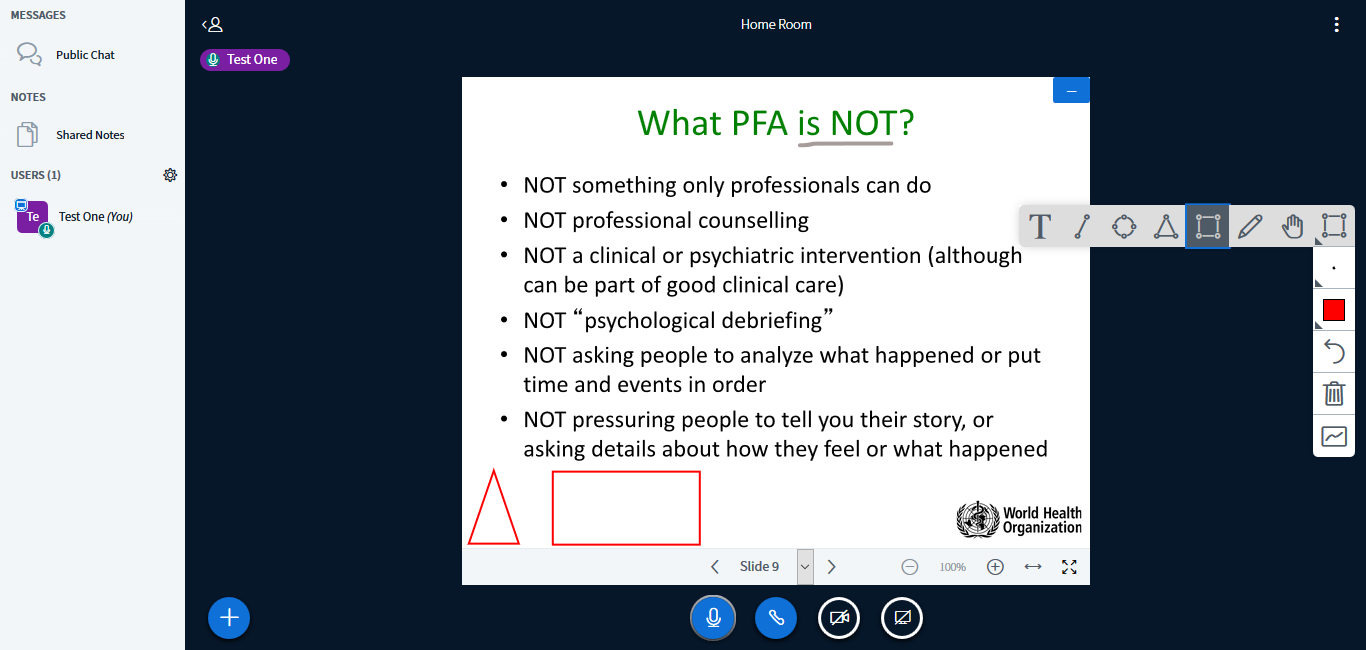 MESSAGES
Public Chat
NOTES
Shared Notes
USERS (1)
Te
Test One (You)
Home Room
Test One
What PFA is NOT?
• NOT something only professionals can do
• NOT professional counselling
• NOT a clinical or psychiatric intervention (although
can be part of good clinical care)
• NOT “psychological debriefing”
• NOT asking people to analyze what happened or put
time and events in order
• NOT pressuring people to tell you their story, or
asking details about how they feel or what happened
World Health
Organization
T
Slide 9
100%